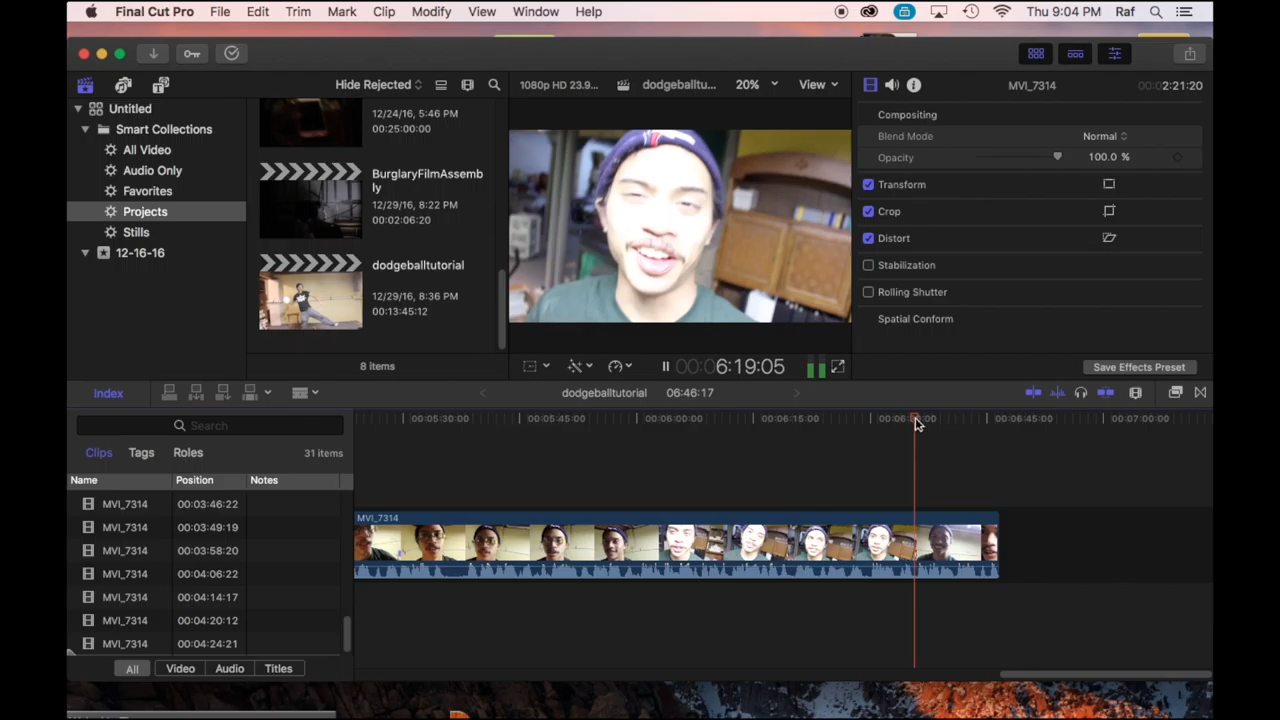 Final Cut Pro File Edit Trim Mark Clip Modify View Window Help Thu 9:04 PM Raf
Hide Rejected 1080p HD 23.9... dodgeballtu... 20% View MVI_7314 00:00:02:21:20
Untitled
Smart Collections
All Video
Audio Only
Favorites
Projects
Stills
12-16-16
12/24/16, 5:46 PM
00:25:00:00
BurglaryFilmAssemb
ly
12/29/16, 8:22 PM
00:02:06:20
dodgeballtutorial
12/29/16, 8:36 PM
00:13:45:12
8 items
00:00:6:19:05
Compositing
Blend Mode Normal
Opacity 100.0 %
Transform
Crop
Distort
Stabilization
Rolling Shutter
Spatial Conform
Save Effects Preset
Index dodgeballtutorial 06:46:17
Search
Clips Tags Roles 31 items
Name Position Notes
MVI_7314 00:03:46:22
MVI_7314 00:03:49:19
MVI_7314 00:03:58:20
MVI_7314 00:04:06:22
MVI_7314 00:04:14:17
MVI_7314 00:04:20:12
MVI_7314 00:04:24:21
All Video Audio Titles
00:05:30:00 00:05:45:00 00:06:00:00 00:06:15:00 00:06:45:00 00:07:00:00
MVI_7314